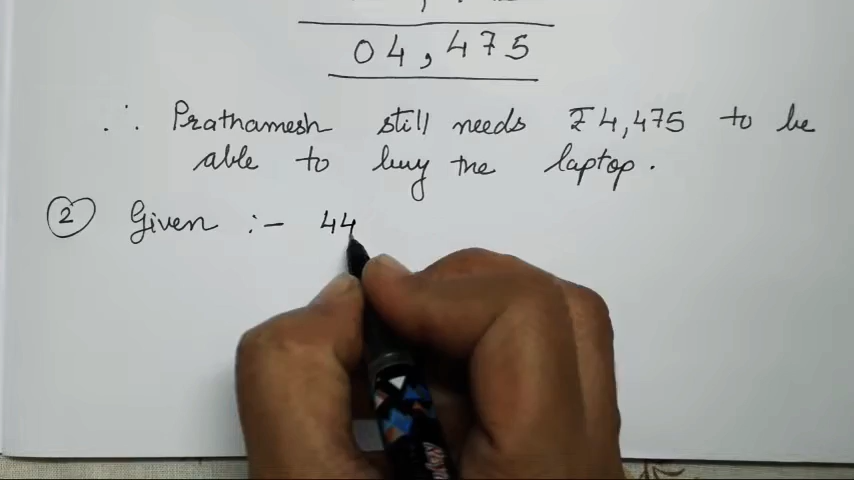 04,475
∴ Prathamesh still needs ₹4,475 to be
able to buy the laptop.
② Given :- 44